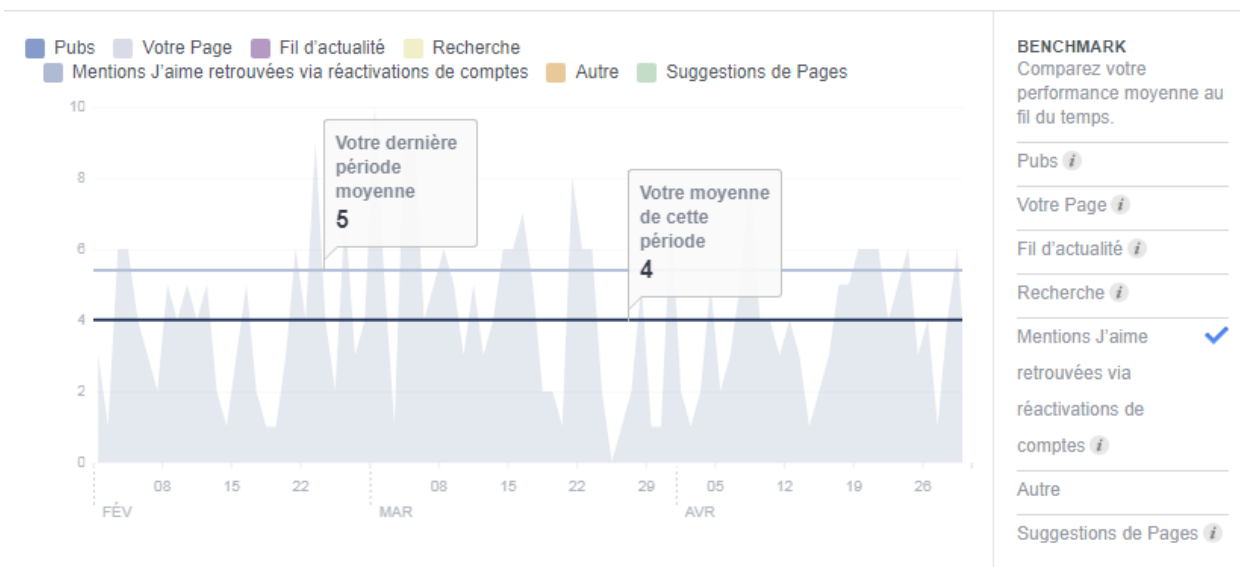 Pubs Votre Page Fil d'actualité Recherche
Mentions J'aime retrouvées via réactivations de comptes Autre Suggestions de Pages
10
8
6
4
2
0
Votre dernière
période
moyenne
5
Votre moyenne
de cette
période
4
08 15 22 08 15 22 29 05 12 19 26
FÉV MAR AVR
BENCHMARK
Comparez votre
performance moyenne au
fil du temps.
Pubs i
Votre Page i
Fil d'actualité i
Recherche i
Mentions J'aime
retrouvées via
réactivations de
comptes i
Autre
Suggestions de Pages i